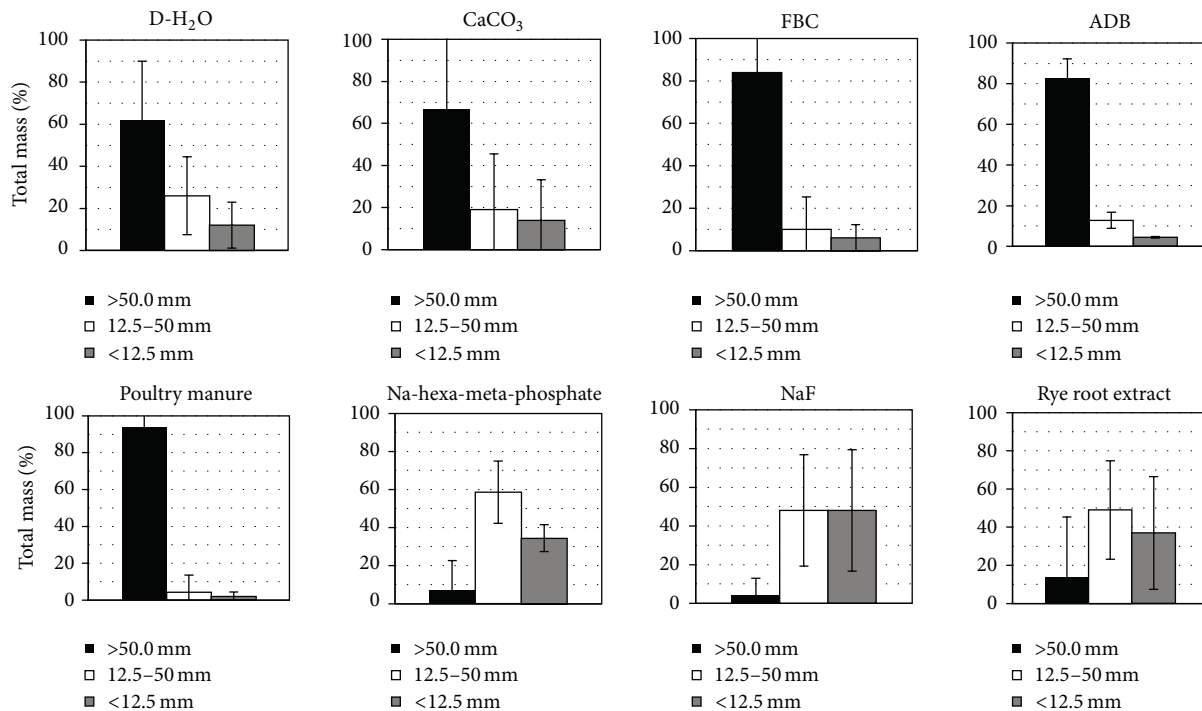 D-H₂O
CaCO₃
FBC
ADB
Total mass (%)
100
80
60
40
20
0
100
80
60
40
20
0
100
80
60
40
20
0
100
80
60
40
20
0
>50.0 mm
12.5–50 mm
<12.5 mm
>50.0 mm
12.5–50 mm
<12.5 mm
>50.0 mm
12.5–50 mm
<12.5 mm
>50.0 mm
12.5–50 mm
<12.5 mm
Poultry manure
Na-hexa-meta-phosphate
NaF
Rye root extract
Total mass (%)
100
80
60
40
20
0
100
80
60
40
20
0
100
80
60
40
20
0
100
80
60
40
20
0
>50.0 mm
12.5–50 mm
<12.5 mm
>50.0 mm
12.5–50 mm
<12.5 mm
>50.0 mm
12.5–50 mm
<12.5 mm
>50.0 mm
12.5–50 mm
<12.5 mm